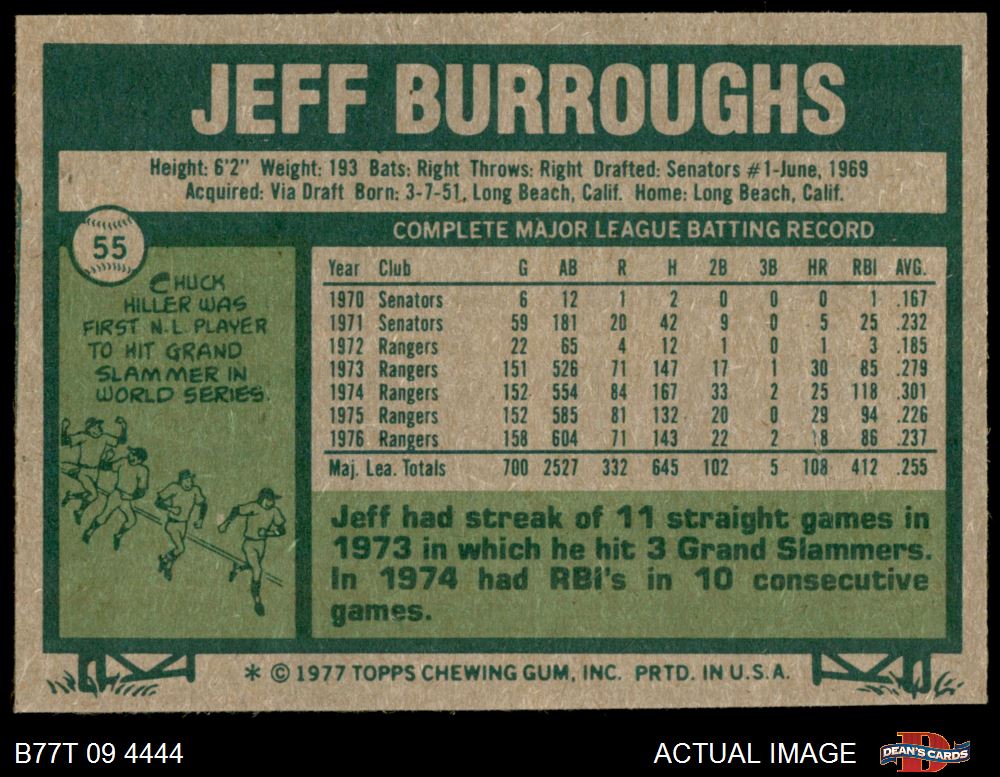 JEFF BURROUGHS
Height: 6'2" Weight: 193 Bats: Right Throws: Right Drafted: Senators #1-June, 1969
Acquired: Via Draft Born: 3-7-51, Long Beach, Calif. Home: Long Beach, Calif.
55
CHUCK
HILLER WAS
FIRST N.L. PLAYER
TO HIT GRAND
SLAMMER IN
WORLD SERIES.
COMPLETE MAJOR LEAGUE BATTING RECORD
Year Club G AB R H 2B 3B HR RBI AVG.
1970 Senators 6 12 1 2 0 0 0 1 .167
1971 Senators 59 181 20 42 9 0 5 25 .232
1972 Rangers 22 65 4 12 1 0 1 3 .185
1973 Rangers 151 526 71 147 17 1 30 85 .279
1974 Rangers 152 554 84 167 33 2 25 118 .301
1975 Rangers 152 585 81 132 20 0 29 94 .226
1976 Rangers 158 604 71 143 22 2 18 86 .237
Maj. Lea. Totals 700 2527 332 645 102 5 108 412 .255
Jeff had streak of 11 straight games in
1973 in which he hit 3 Grand Slammers.
In 1974 had RBI's in 10 consecutive
games.
* © 1977 TOPPS CHEWING GUM, INC. PRTD. IN U.S.A.
B77T 09 4444
ACTUAL IMAGE
DEAN'S CARDS